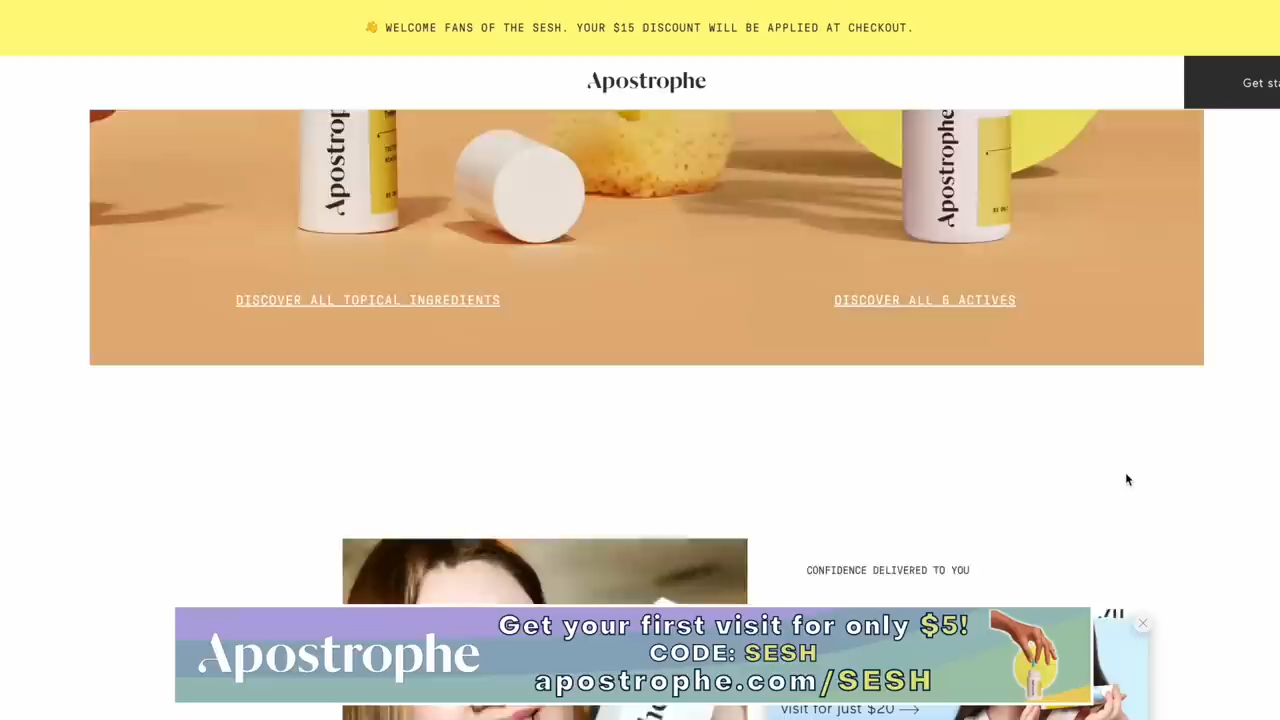 👋 WELCOME FANS OF THE SESH. YOUR $15 DISCOUNT WILL BE APPLIED AT CHECKOUT.
Apostrophe
Get sta
Apostrophe
Apostrophe
DISCOVER ALL TOPICAL INGREDIENTS
DISCOVER ALL 6 ACTIVES
CONFIDENCE DELIVERED TO YOU
Apostrophe
Get your first visit for only $5!
CODE: SESH
apostrophe.com/SESH
visit for just $20 →